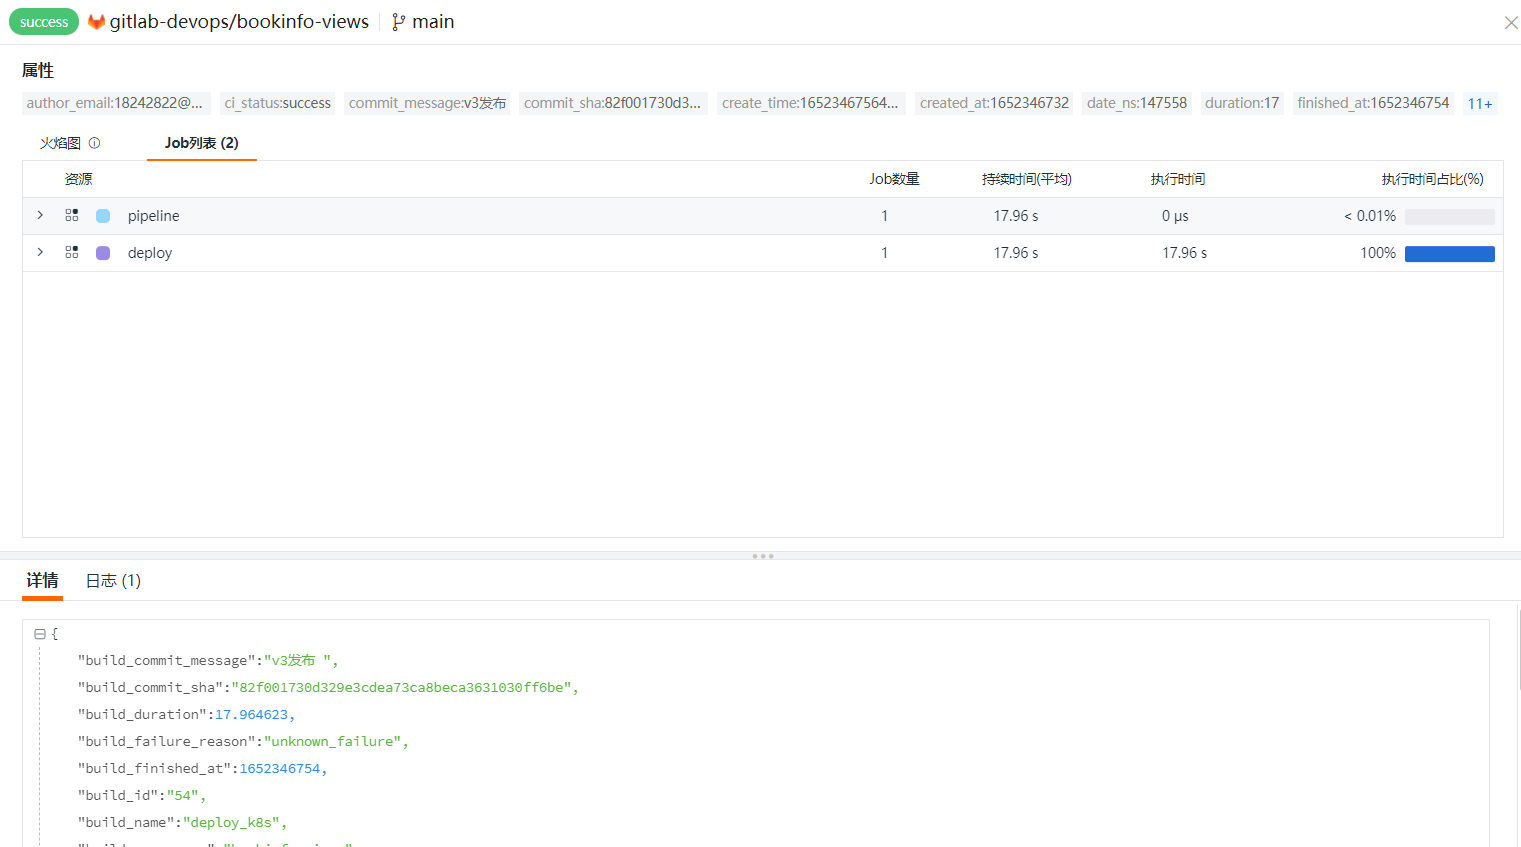 success gitlab-devops/bookinfo-views main
属性
author_email:18242822@... ci_status:success commit_message:v3发布 commit_sha:82f001730d3... create_time:16523467564... created_at:1652346732 date_ns:147558 duration:17 finished_at:1652346754 11+
火焰图 Job列表 (2)
资源 Job数量 持续时间(平均) 执行时间 执行时间占比(%)
pipeline 1 17.96 s 0 μs < 0.01%
deploy 1 17.96 s 17.96 s 100%
详情 日志 (1)
{
"build_commit_message":"v3发布 ",
"build_commit_sha":"82f001730d329e3cdea73ca8beca3631030ff6be",
"build_duration":17.964623,
"build_failure_reason":"unknown_failure",
"build_finished_at":1652346754,
"build_id":"54",
"build_name":"deploy_k8s",